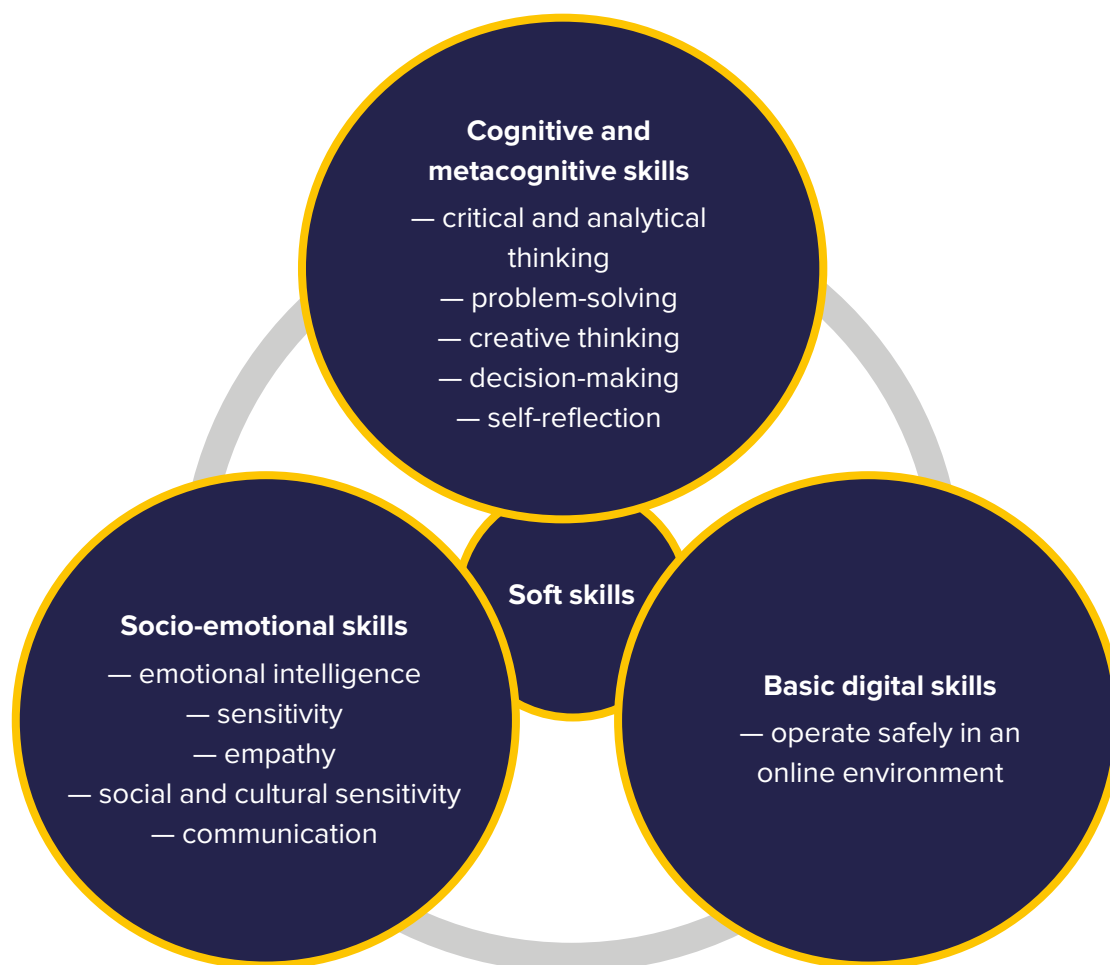 Cognitive and
metacognitive skills
— critical and analytical
thinking
— problem-solving
— creative thinking
— decision-making
— self-reflection
Soft skills
Socio-emotional skills
— emotional intelligence
— sensitivity
— empathy
— social and cultural sensitivity
— communication
Basic digital skills
— operate safely in an
online environment